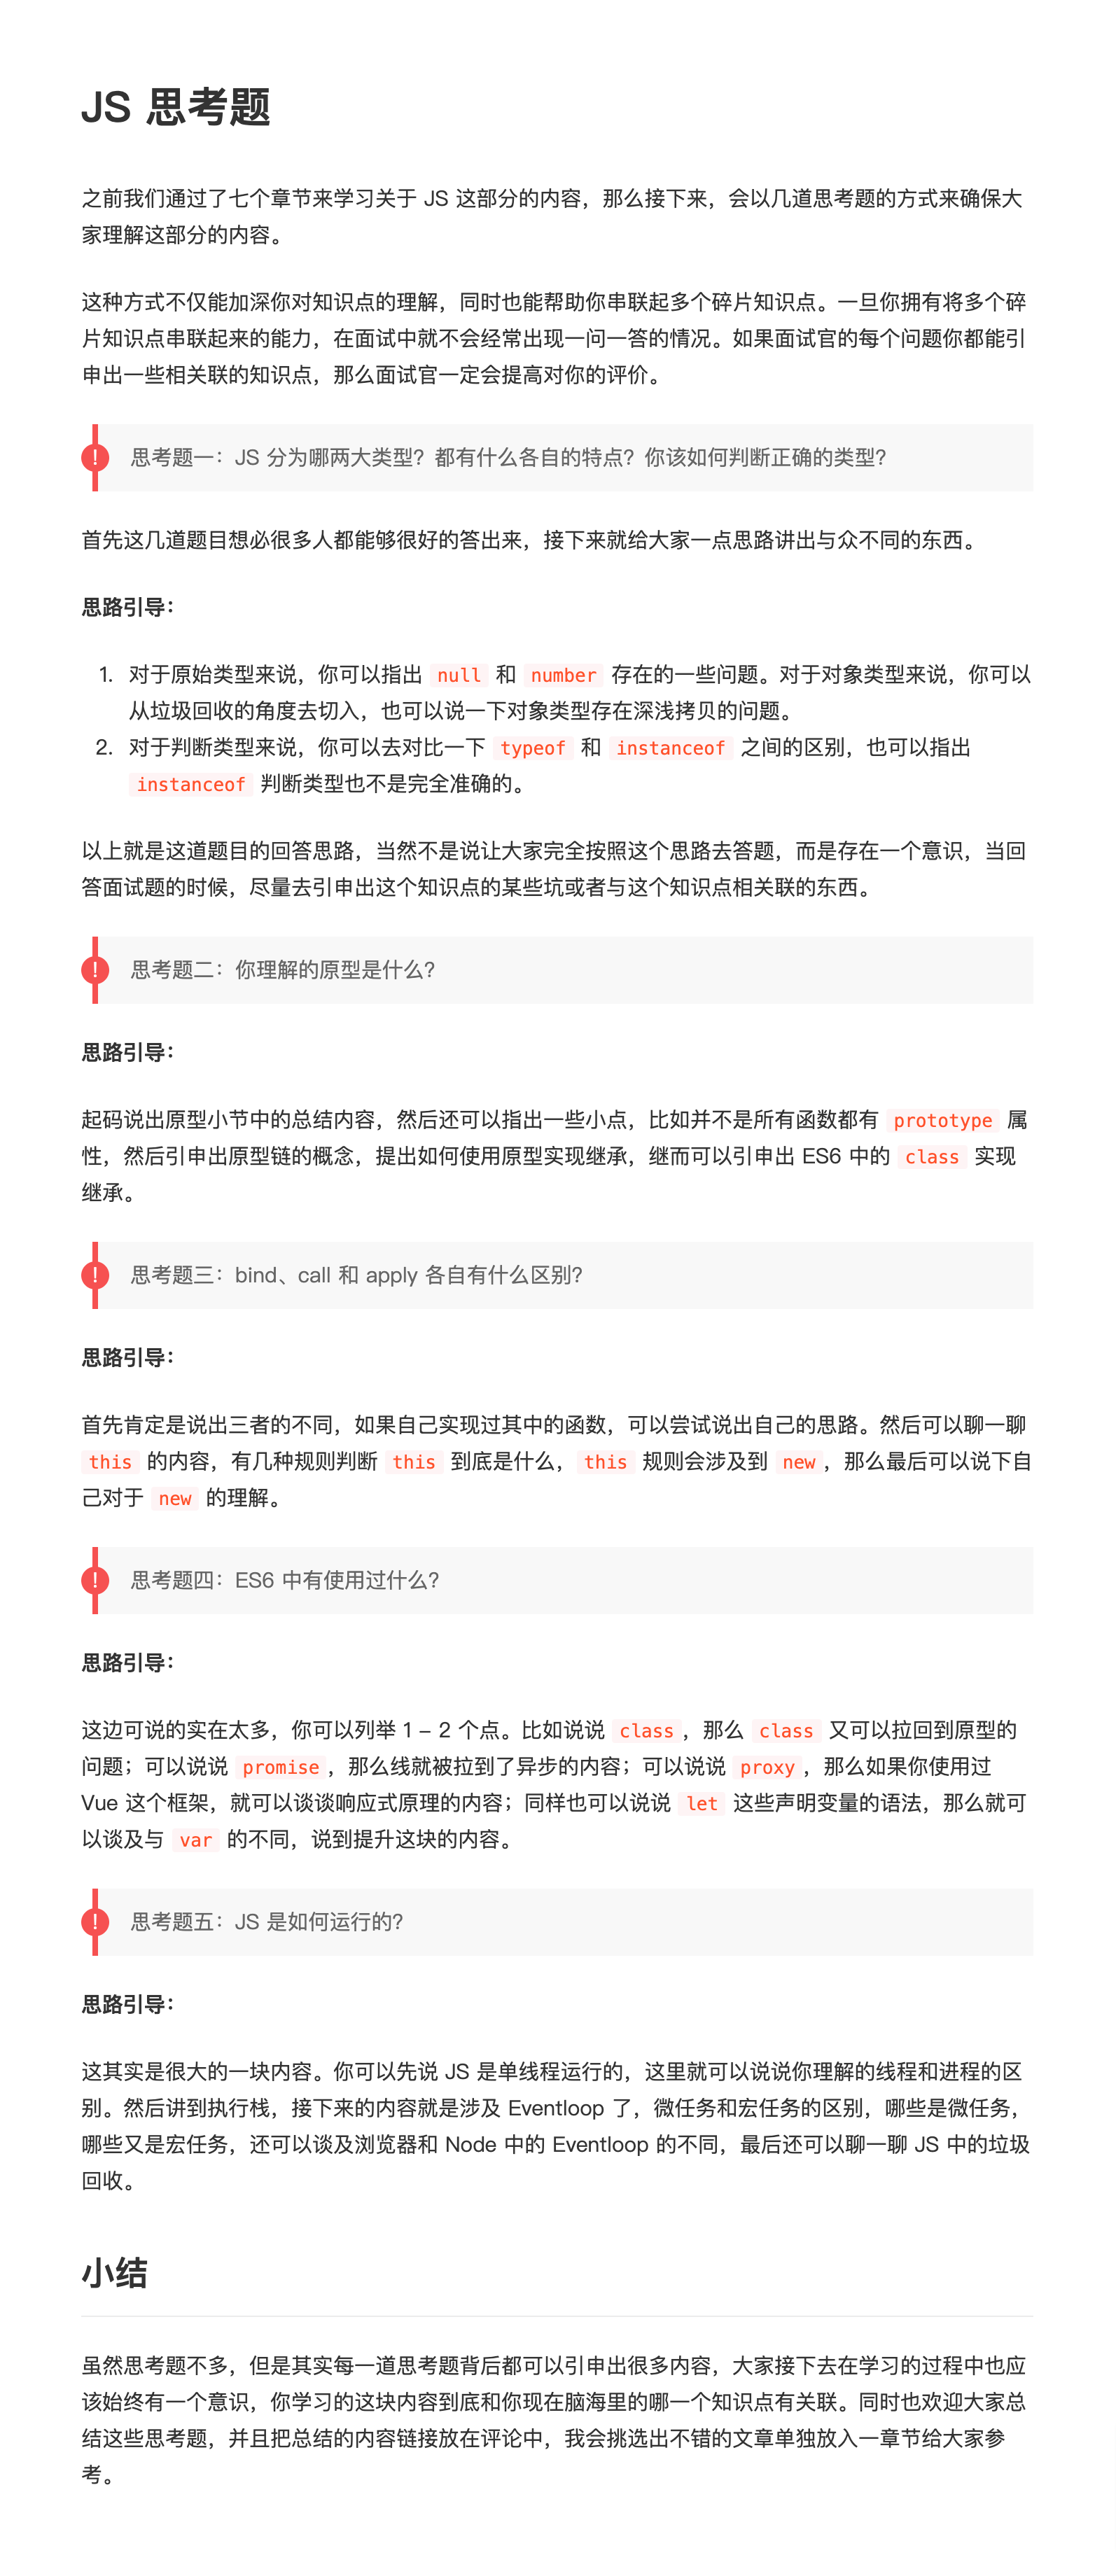 JS 思考题
之前我们通过了七个章节来学习关于 JS 这部分的内容，那么接下来，会以几道思考题的方式来确保大
家理解这部分的内容。
这种方式不仅能加深你对知识点的理解，同时也能帮助你串联起多个碎片知识点。一旦你拥有将多个碎
片知识点串联起来的能力，在面试中就不会经常出现一问一答的情况。如果面试官的每个问题你都能引
申出一些相关联的知识点，那么面试官一定会提高对你的评价。
! 思考题一：JS 分为哪两大类型？都有什么各自的特点？你该如何判断正确的类型？
首先这几道题目想必很多人都能够很好的答出来，接下来就给大家一点思路讲出与众不同的东西。
思路引导：
1. 对于原始类型来说，你可以指出 null 和 number 存在的一些问题。对于对象类型来说，你可以
从垃圾回收的角度去切入，也可以说一下对象类型存在深浅拷贝的问题。
2. 对于判断类型来说，你可以去对比一下 typeof 和 instanceof 之间的区别，也可以指出
instanceof 判断类型也不是完全准确的。
以上就是这道题目的回答思路，当然不是说让大家完全按照这个思路去答题，而是存在一个意识，当回
答面试题的时候，尽量去引申出这个知识点的某些坑或者与这个知识点相关联的东西。
! 思考题二：你理解的原型是什么？
思路引导：
起码说出原型小节中的总结内容，然后还可以指出一些小点，比如并不是所有函数都有 prototype 属
性，然后引申出原型链的概念，提出如何使用原型实现继承，继而可以引申出 ES6 中的 class 实现
继承。
! 思考题三：bind、call 和 apply 各自有什么区别？
思路引导：
首先肯定是说出三者的不同，如果自己实现过其中的函数，可以尝试说出自己的思路。然后可以聊一聊
this 的内容，有几种规则判断 this 到底是什么，this 规则会涉及到 new，那么最后可以说下自
己对于 new 的理解。
! 思考题四：ES6 中有使用过什么？
思路引导：
这边可说的实在太多，你可以列举 1 - 2 个点。比如说说 class，那么 class 又可以拉回到原型的
问题；可以说说 promise，那么线就被拉到了异步的内容；可以说说 proxy，那么如果你使用过
Vue 这个框架，就可以谈谈响应式原理的内容；同样也可以说说 let 这些声明变量的语法，那么就可
以谈及与 var 的不同，说到提升这块的内容。
! 思考题五：JS 是如何运行的？
思路引导：
这其实是很大的一块内容。你可以先说 JS 是单线程运行的，这里就可以说说你理解的线程和进程的区
别。然后讲到执行栈，接下来的内容就是涉及 Eventloop 了，微任务和宏任务的区别，哪些是微任务，
哪些又是宏任务，还可以谈及浏览器和 Node 中的 Eventloop 的不同，最后还可以聊一聊 JS 中的垃圾
回收。
小结
虽然思考题不多，但是其实每一道思考题背后都可以引申出很多内容，大家接下去在学习的过程中也应
该始终有一个意识，你学习的这块内容到底和你现在脑海里的哪一个知识点有关联。同时也欢迎大家总
结这些思考题，并且把总结的内容链接放在评论中，我会挑选出不错的文章单独放入一章节给大家参
考。